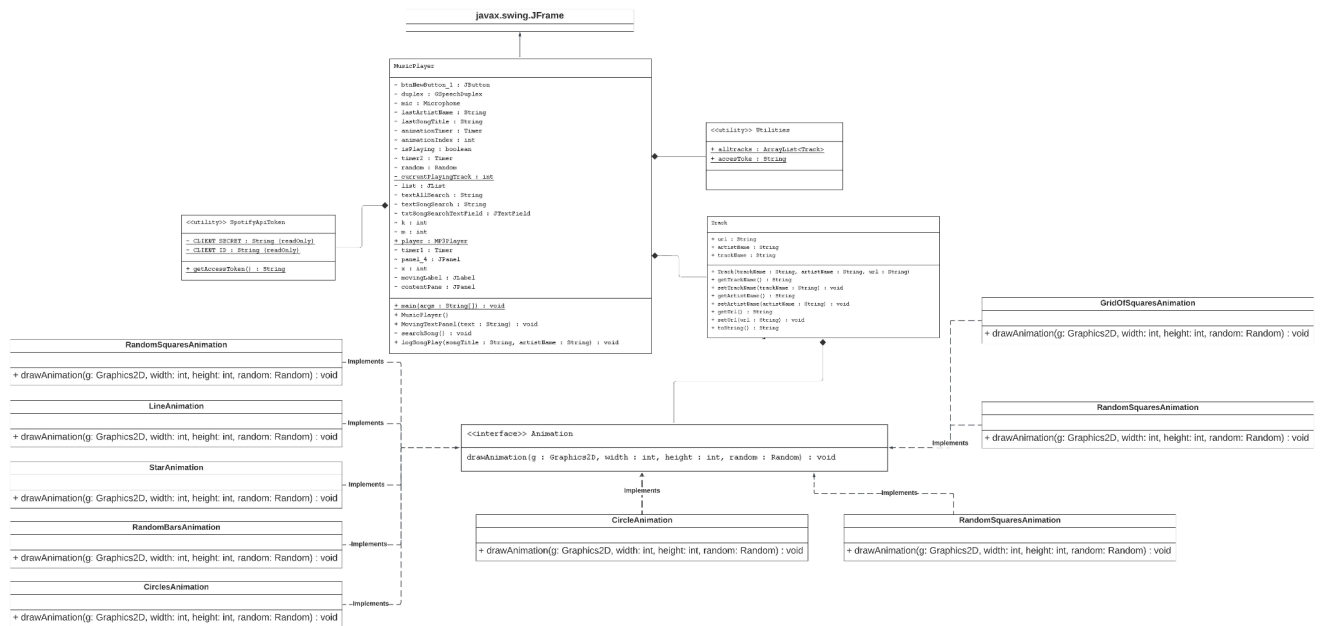 javax.swing.JFrame
MusicPlayer
- btnNewButton_1 : JButton
- duplex : GSpeechDuplex
- mic : Microphone
- lastArtistName : String
- lastSongTitle : String
- animationTimer : Timer
- animationIndex : int
- isPlaying : boolean
- timer2 : Timer
- random : Random
- currentPlayingTrack : int
- list : JList
- textAllSearch : String
- textSongSearch : String
- txtSongSearchTextField : JTextField
- k : int
- m : int
+ player : MP3Player
- timer1 : Timer
- panel_4 : JPanel
- x : int
- movingLabel : JLabel
- contentPane : JPanel
+ main(args : String[]) : void
+ MusicPlayer()
+ MovingTextPanel(text : String) : void
- searchSong() : void
+ logSongPlay(songTitle : String, artistName : String) : void
<<utility>> Utilities
+ alltracks : ArrayList<Track>
+ accesToke : String
<<utility>> SpotifyApiToken
- CLIENT_SECRET : String {readOnly}
- CLIENT_ID : String {readOnly}
+ getAccessToken() : String
Track
- url : String
- artistName : String
- trackName : String
+ Track(trackName : String, artistName : String, url : String)
+ getTrackName() : String
+ setTrackName(trackName : String) : void
+ getArtistName() : String
+ setArtistName(artistName : String) : void
+ getUrl() : String
+ setUrl(url : String) : void
+ toString() : String
GridOfSquaresAnimation
+ drawAnimation(g: Graphics2D, width: int, height: int, random: Random) : void
RandomSquaresAnimation
+ drawAnimation(g: Graphics2D, width: int, height: int, random: Random) : void
Implements
RandomSquaresAnimation
+ drawAnimation(g: Graphics2D, width: int, height: int, random: Random) : void
Implements
LineAnimation
+ drawAnimation(g: Graphics2D, width: int, height: int, random: Random) : void
Implements
StarAnimation
+ drawAnimation(g: Graphics2D, width: int, height: int, random: Random) : void
Implements
RandomBarsAnimation
+ drawAnimation(g: Graphics2D, width: int, height: int, random: Random) : void
Implements
CirclesAnimation
+ drawAnimation(g: Graphics2D, width: int, height: int, random: Random) : void
Implements
<<interface>> Animation
drawAnimation(g : Graphics2D, width : int, height : int, random : Random) : void
Implements
CircleAnimation
+ drawAnimation(g: Graphics2D, width: int, height: int, random: Random) : void
Implements
RandomSquaresAnimation
+ drawAnimation(g: Graphics2D, width: int, height: int, random: Random) : void